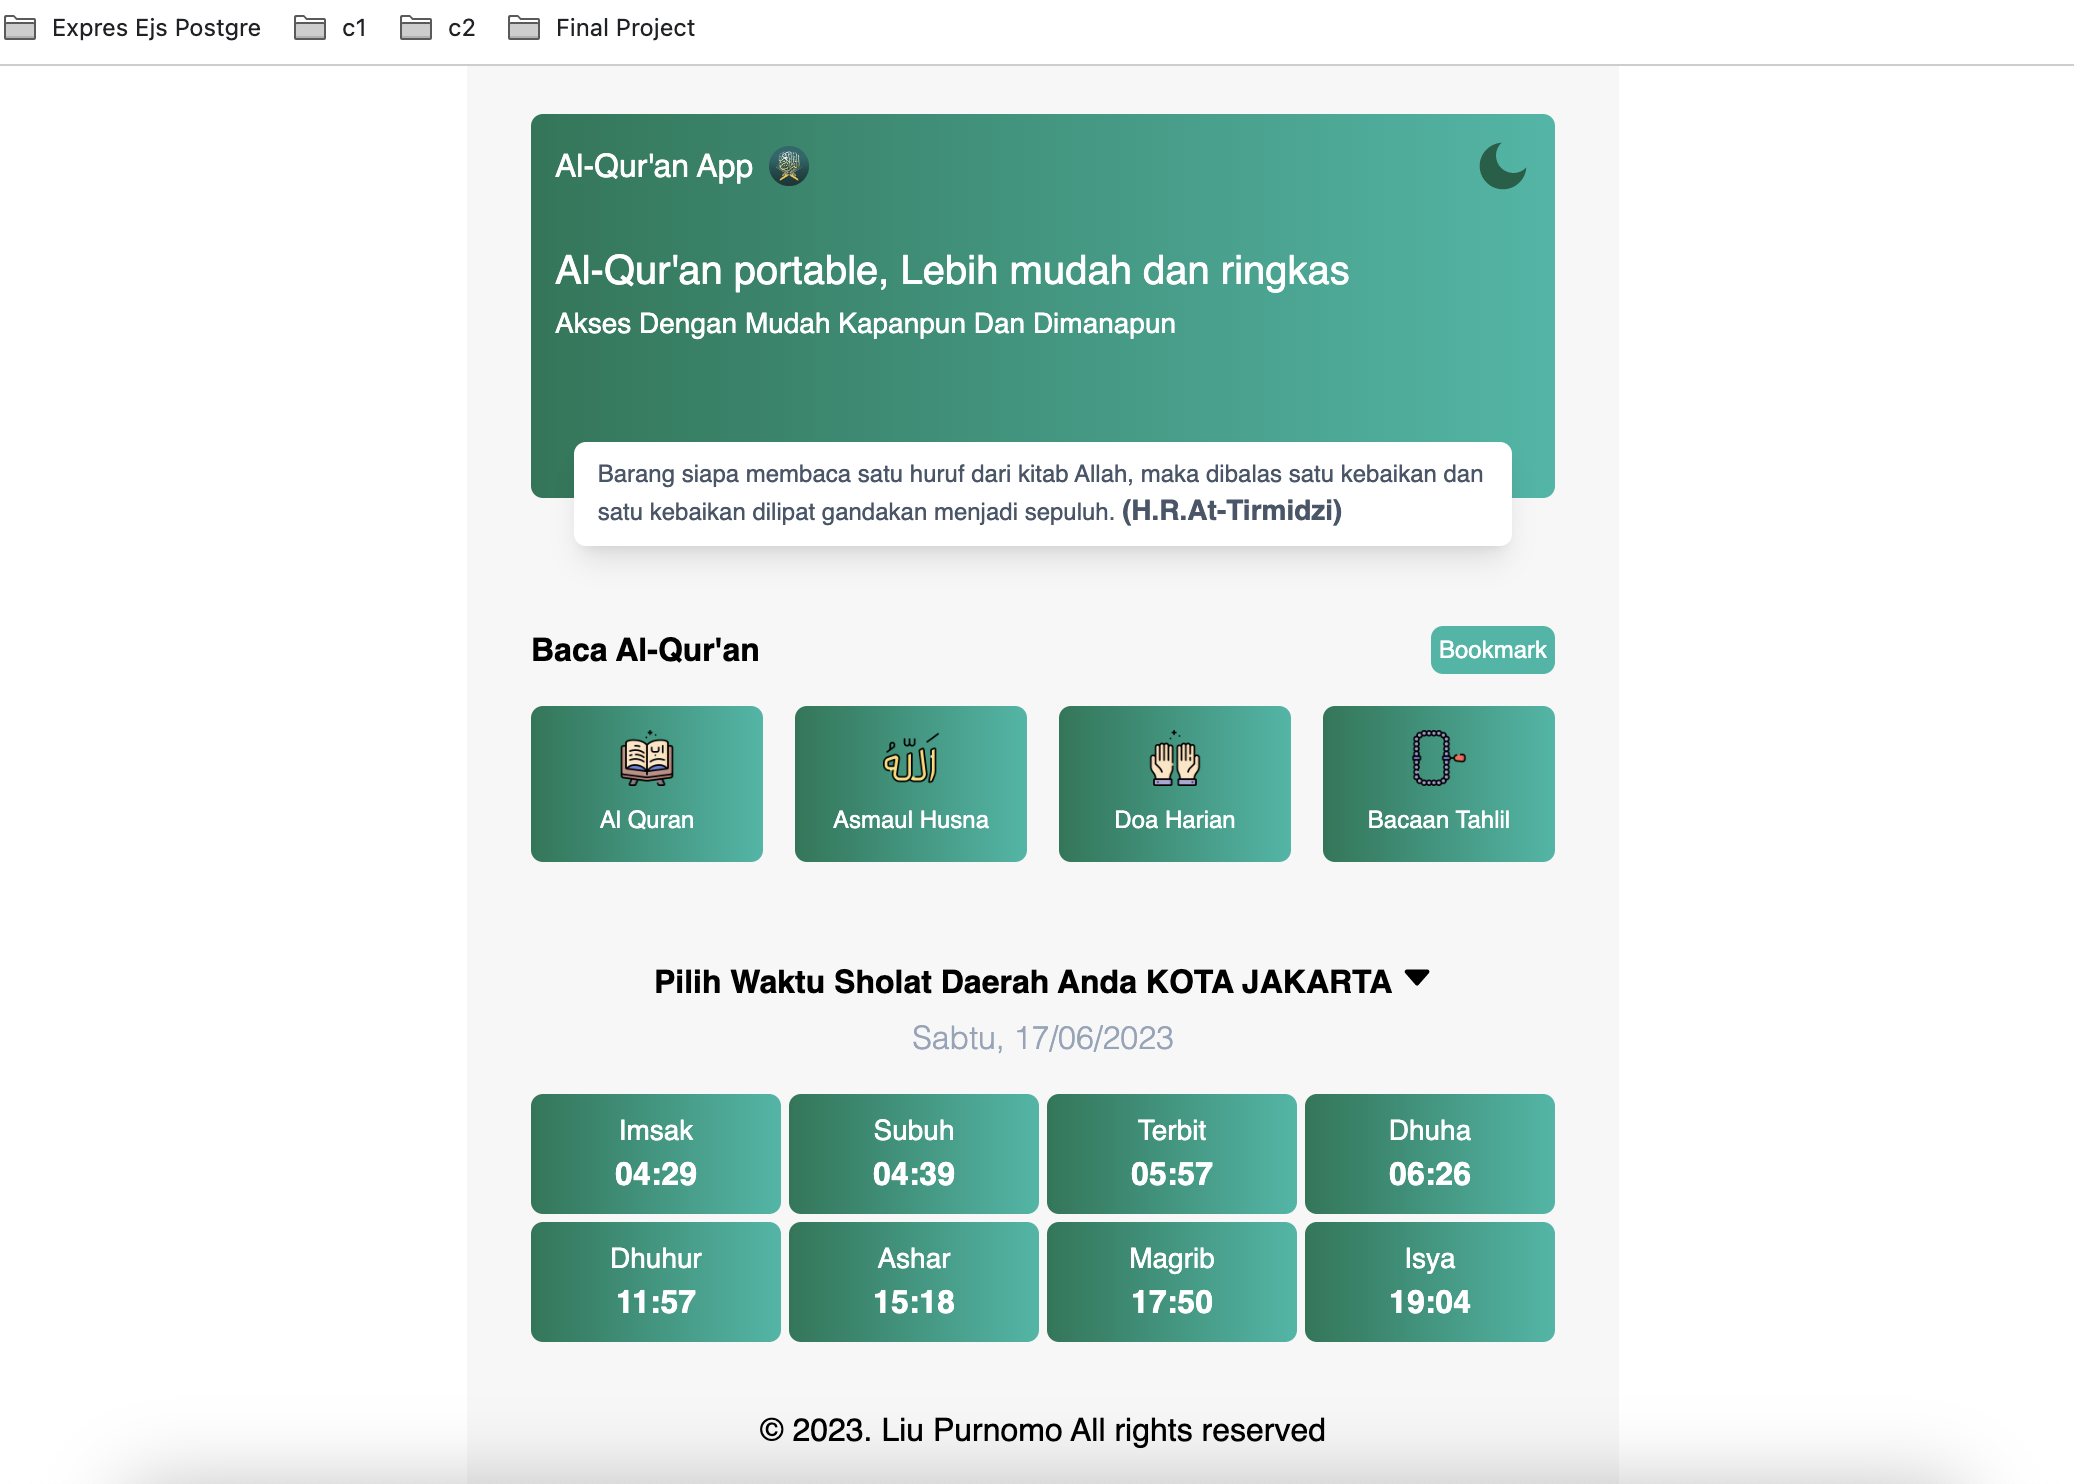 Expres Ejs Postgre c1 c2 Final Project
Al-Qur'an App
Al-Qur'an portable, Lebih mudah dan ringkas
Akses Dengan Mudah Kapanpun Dan Dimanapun
Barang siapa membaca satu huruf dari kitab Allah, maka dibalas satu kebaikan dan
satu kebaikan dilipat gandakan menjadi sepuluh. (H.R.At-Tirmidzi)
Baca Al-Qur'an Bookmark
الله
Al Quran Asmaul Husna Doa Harian Bacaan Tahlil
Pilih Waktu Sholat Daerah Anda KOTA JAKARTA
Sabtu, 17/06/2023
Imsak Subuh Terbit Dhuha
04:29 04:39 05:57 06:26
Dhuhur Ashar Magrib Isya
11:57 15:18 17:50 19:04
© 2023. Liu Purnomo All rights reserved